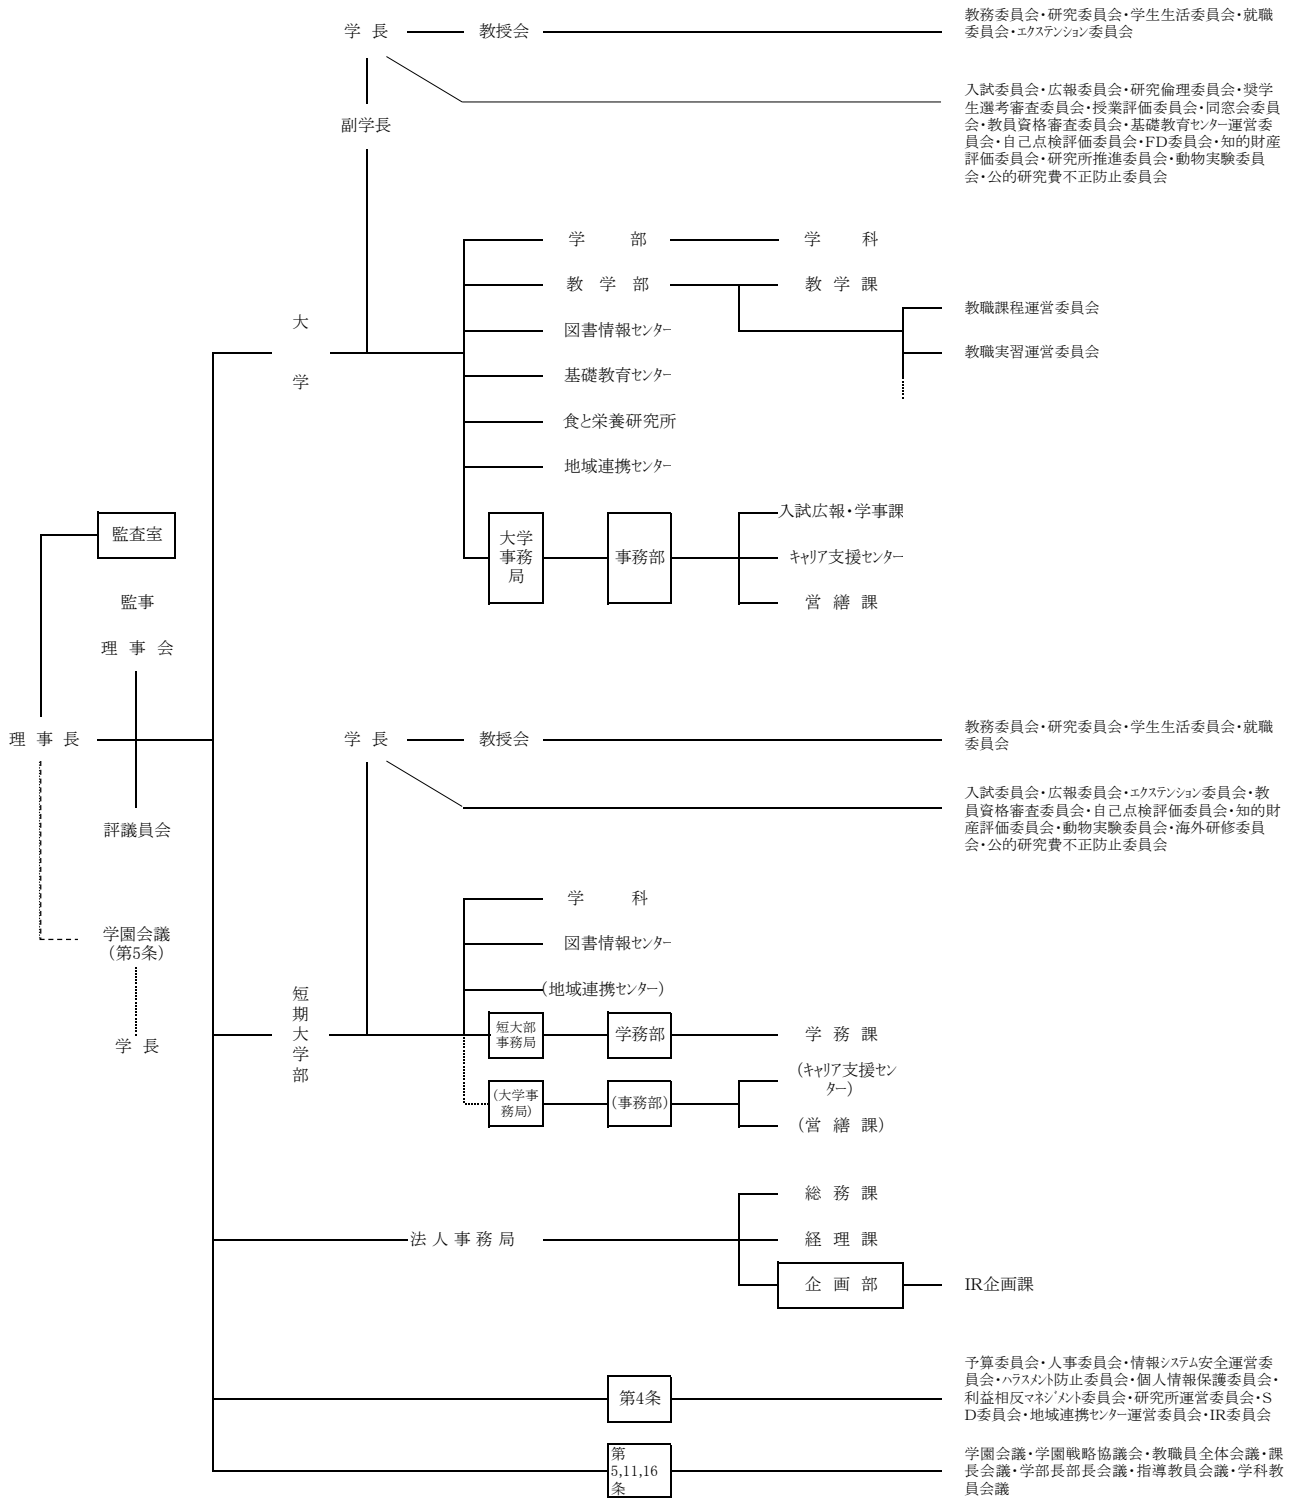 学 長
教授会
教務委員会・研究委員会・学生生活委員会・就職
委員会・エクステンション委員会
入試委員会・広報委員会・研究倫理委員会・奨学
生選考審査委員会・授業評価委員会・同窓会委員
会・教員資格審査委員会・基礎教育センター運営委
員会・自己点検評価委員会・FD委員会・知的財産
評価委員会・研究所推進委員会・動物実験委員
会・公的研究費不正防止委員会
副学長
学 部
学 科
教 学 部
教 学 課
教職課程運営委員会
大
学
図書情報センター
教職実習運営委員会
基礎教育センター
食と栄養研究所
地域連携センター
監査室
大学
事務
局
事務部
入試広報・学事課
キャリア支援センター
営 繕 課
監事
理 事 会
理 事 長
評議員会
学園会議
(第5条)
学 長
学 長
教授会
教務委員会・研究委員会・学生生活委員会・就職
委員会
入試委員会・広報委員会・エクステンション委員会・教
員資格審査委員会・自己点検評価委員会・知的財
産評価委員会・動物実験委員会・海外研修委員
会・公的研究費不正防止委員会
学 科
図書情報センター
(地域連携センター)
短
期
大
学
部
短大部
事務局
学務部
学 務 課
(大学事
務局)
(事務部)
(キャリア支援セン
ター)
(営 繕 課)
総 務 課
法 人 事 務 局
経 理 課
企 画 部
IR企画課
第4条
予算委員会・人事委員会・情報システム安全運営委
員会・ハラスメント防止委員会・個人情報保護委員会・
利益相反マネジメント委員会・研究所運営委員会・S
D委員会・地域連携センター運営委員会・IR委員会
第
5,11,16
条
学園会議・学園戦略協議会・教職員全体会議・課
長会議・学部長部長会議・指導教員会議・学科教
員会議